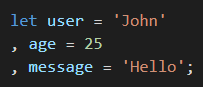 let user = 'John'
, age = 25
, message = 'Hello';